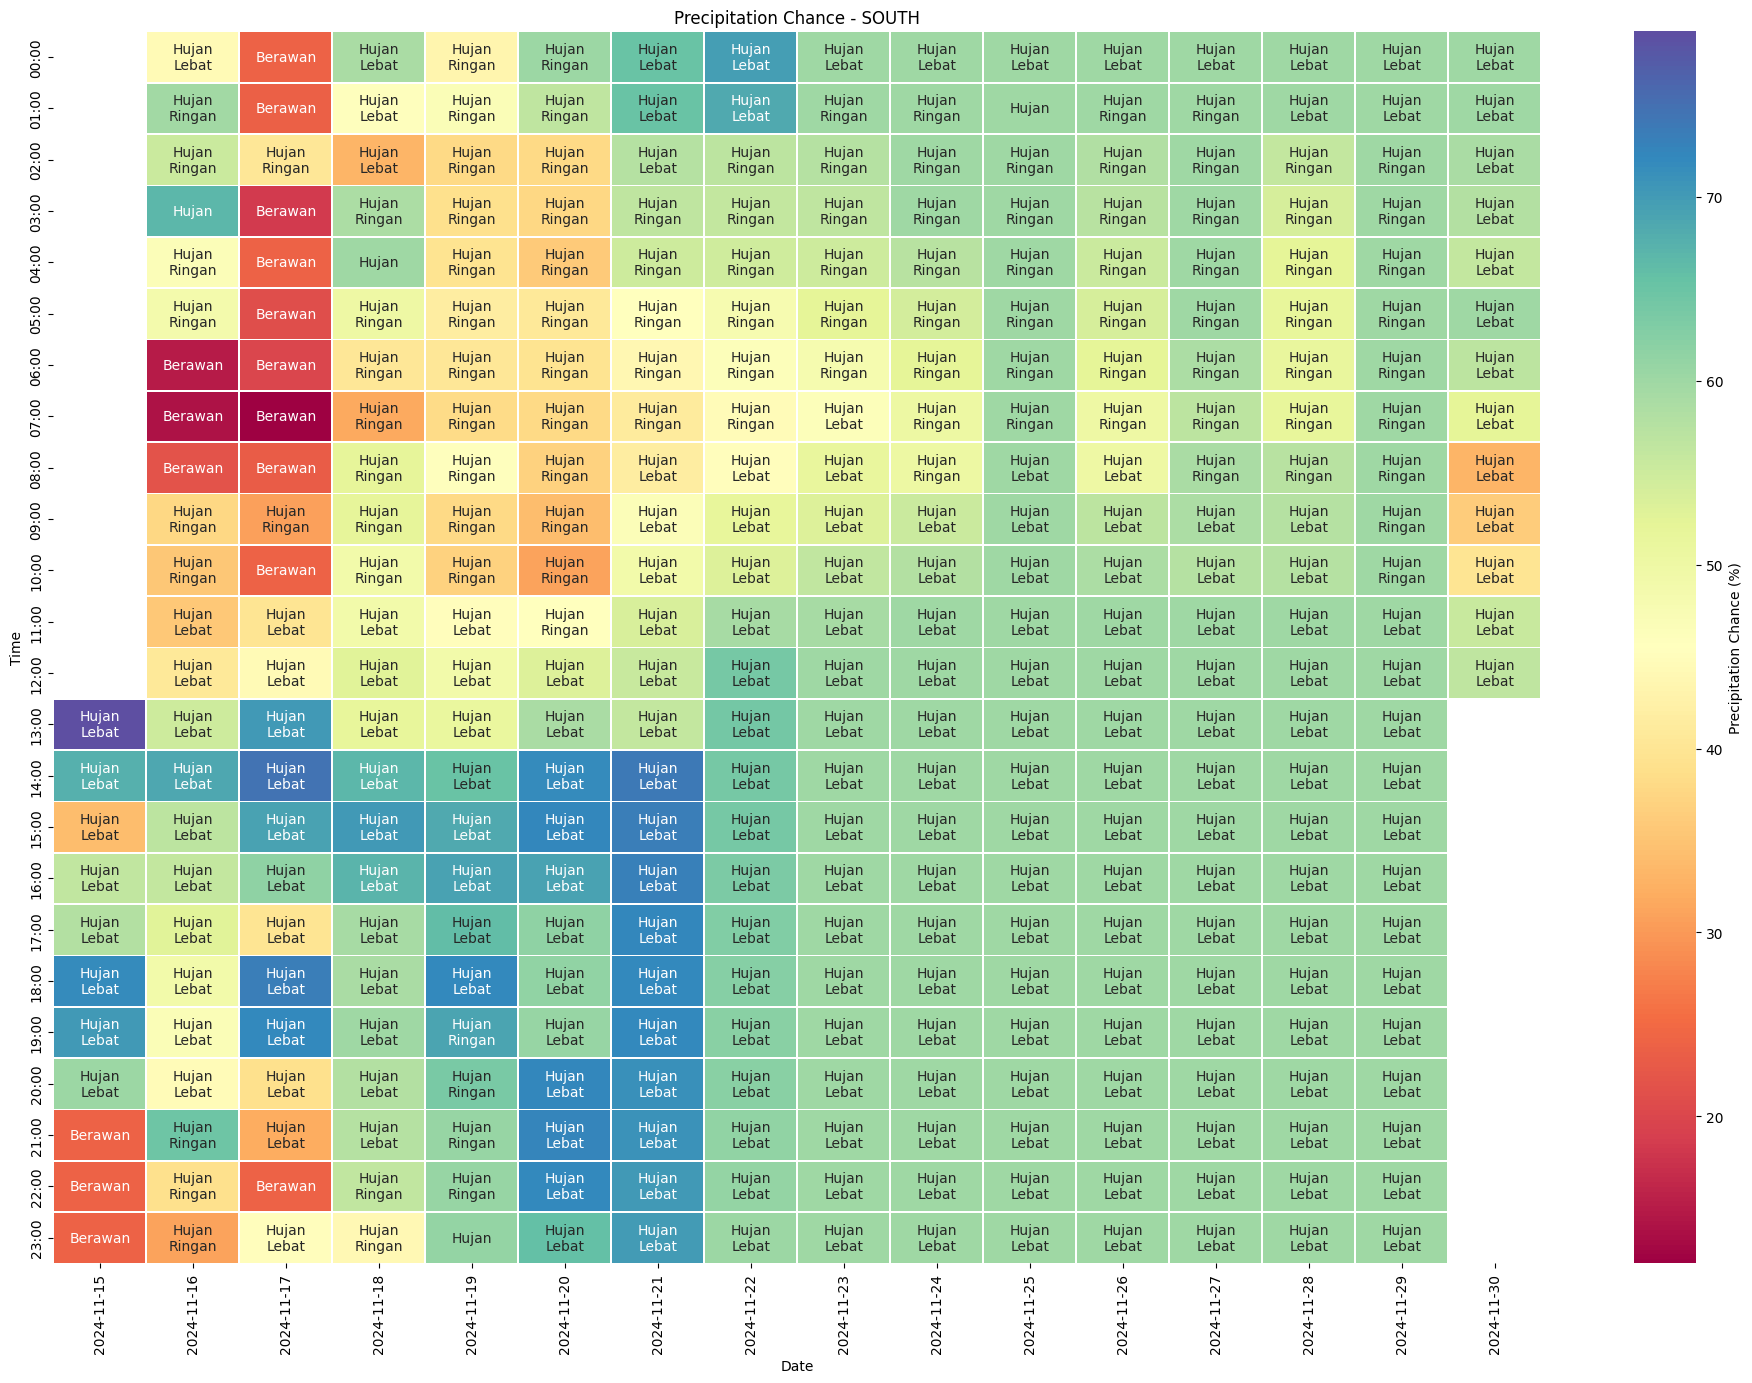 Precipitation Chance - SOUTH
00:00 Hujan Lebat Berawan Hujan Lebat Hujan Ringan Hujan Ringan Hujan Lebat Hujan Lebat Hujan Lebat Hujan Lebat Hujan Lebat Hujan Lebat Hujan Lebat Hujan Lebat Hujan Lebat Hujan Lebat
01:00 Hujan Ringan Berawan Hujan Lebat Hujan Ringan Hujan Ringan Hujan Lebat Hujan Lebat Hujan Ringan Hujan Ringan Hujan Hujan Ringan Hujan Ringan Hujan Lebat Hujan Lebat Hujan Lebat
02:00 Hujan Ringan Hujan Ringan Hujan Lebat Hujan Ringan Hujan Ringan Hujan Lebat Hujan Ringan Hujan Ringan Hujan Ringan Hujan Ringan Hujan Ringan Hujan Ringan Hujan Ringan Hujan Ringan Hujan Lebat
03:00 Hujan Berawan Hujan Ringan Hujan Ringan Hujan Ringan Hujan Ringan Hujan Ringan Hujan Ringan Hujan Ringan Hujan Ringan Hujan Ringan Hujan Ringan Hujan Ringan Hujan Ringan Hujan Lebat
04:00 Hujan Ringan Berawan Hujan Hujan Ringan Hujan Ringan Hujan Ringan Hujan Ringan Hujan Ringan Hujan Ringan Hujan Ringan Hujan Ringan Hujan Ringan Hujan Ringan Hujan Ringan Hujan Lebat
05:00 Hujan Ringan Berawan Hujan Ringan Hujan Ringan Hujan Ringan Hujan Ringan Hujan Ringan Hujan Ringan Hujan Ringan Hujan Ringan Hujan Ringan Hujan Ringan Hujan Ringan Hujan Ringan Hujan Lebat
06:00 Berawan Berawan Hujan Ringan Hujan Ringan Hujan Ringan Hujan Ringan Hujan Ringan Hujan Ringan Hujan Ringan Hujan Ringan Hujan Ringan Hujan Ringan Hujan Ringan Hujan Ringan Hujan Lebat
07:00 Berawan Berawan Hujan Ringan Hujan Ringan Hujan Ringan Hujan Ringan Hujan Ringan Hujan Lebat Hujan Ringan Hujan Ringan Hujan Ringan Hujan Ringan Hujan Ringan Hujan Ringan Hujan Lebat
08:00 Berawan Berawan Hujan Ringan Hujan Ringan Hujan Ringan Hujan Lebat Hujan Lebat Hujan Lebat Hujan Ringan Hujan Lebat Hujan Lebat Hujan Ringan Hujan Ringan Hujan Ringan Hujan Lebat
09:00 Hujan Ringan Hujan Ringan Hujan Ringan Hujan Ringan Hujan Ringan Hujan Lebat Hujan Lebat Hujan Lebat Hujan Lebat Hujan Lebat Hujan Lebat Hujan Lebat Hujan Lebat Hujan Ringan Hujan Lebat
10:00 Hujan Ringan Berawan Hujan Ringan Hujan Ringan Hujan Ringan Hujan Lebat Hujan Lebat Hujan Lebat Hujan Lebat Hujan Lebat Hujan Lebat Hujan Lebat Hujan Lebat Hujan Ringan Hujan Lebat
11:00 Hujan Lebat Hujan Lebat Hujan Lebat Hujan Lebat Hujan Ringan Hujan Lebat Hujan Lebat Hujan Lebat Hujan Lebat Hujan Lebat Hujan Lebat Hujan Lebat Hujan Lebat Hujan Lebat Hujan Lebat
12:00 Hujan Lebat Hujan Lebat Hujan Lebat Hujan Lebat Hujan Lebat Hujan Lebat Hujan Lebat Hujan Lebat Hujan Lebat Hujan Lebat Hujan Lebat Hujan Lebat Hujan Lebat Hujan Lebat Hujan Lebat
13:00 Hujan Lebat Hujan Lebat Hujan Lebat Hujan Lebat Hujan Lebat Hujan Lebat Hujan Lebat Hujan Lebat Hujan Lebat Hujan Lebat Hujan Lebat Hujan Lebat Hujan Lebat Hujan Lebat Hujan Lebat
14:00 Hujan Lebat Hujan Lebat Hujan Lebat Hujan Lebat Hujan Lebat Hujan Lebat Hujan Lebat Hujan Lebat Hujan Lebat Hujan Lebat Hujan Lebat Hujan Lebat Hujan Lebat Hujan Lebat Hujan Lebat
15:00 Hujan Lebat Hujan Lebat Hujan Lebat Hujan Lebat Hujan Lebat Hujan Lebat Hujan Lebat Hujan Lebat Hujan Lebat Hujan Lebat Hujan Lebat Hujan Lebat Hujan Lebat Hujan Lebat Hujan Lebat
16:00 Hujan Lebat Hujan Lebat Hujan Lebat Hujan Lebat Hujan Lebat Hujan Lebat Hujan Lebat Hujan Lebat Hujan Lebat Hujan Lebat Hujan Lebat Hujan Lebat Hujan Lebat Hujan Lebat Hujan Lebat
17:00 Hujan Lebat Hujan Lebat Hujan Lebat Hujan Lebat Hujan Lebat Hujan Lebat Hujan Lebat Hujan Lebat Hujan Lebat Hujan Lebat Hujan Lebat Hujan Lebat Hujan Lebat Hujan Lebat Hujan Lebat
18:00 Hujan Lebat Hujan Lebat Hujan Lebat Hujan Lebat Hujan Lebat Hujan Lebat Hujan Lebat Hujan Lebat Hujan Lebat Hujan Lebat Hujan Lebat Hujan Lebat Hujan Lebat Hujan Lebat Hujan Lebat
19:00 Hujan Lebat Hujan Lebat Hujan Lebat Hujan Lebat Hujan Ringan Hujan Lebat Hujan Lebat Hujan Lebat Hujan Lebat Hujan Lebat Hujan Lebat Hujan Lebat Hujan Lebat Hujan Lebat Hujan Lebat
20:00 Hujan Lebat Hujan Lebat Hujan Lebat Hujan Lebat Hujan Ringan Hujan Lebat Hujan Lebat Hujan Lebat Hujan Lebat Hujan Lebat Hujan Lebat Hujan Lebat Hujan Lebat Hujan Lebat Hujan Lebat
21:00 Berawan Hujan Ringan Hujan Lebat Hujan Lebat Hujan Ringan Hujan Lebat Hujan Lebat Hujan Lebat Hujan Lebat Hujan Lebat Hujan Lebat Hujan Lebat Hujan Lebat Hujan Lebat Hujan Lebat
22:00 Berawan Hujan Ringan Berawan Hujan Ringan Hujan Ringan Hujan Lebat Hujan Lebat Hujan Lebat Hujan Lebat Hujan Lebat Hujan Lebat Hujan Lebat Hujan Lebat Hujan Lebat Hujan Lebat
23:00 Berawan Hujan Ringan Hujan Lebat Hujan Ringan Hujan Hujan Lebat Hujan Lebat Hujan Lebat Hujan Lebat Hujan Lebat Hujan Lebat Hujan Lebat Hujan Lebat Hujan Lebat Hujan Lebat
Time
2024-11-15 2024-11-16 2024-11-17 2024-11-18 2024-11-19 2024-11-20 2024-11-21 2024-11-22 2024-11-23 2024-11-24 2024-11-25 2024-11-26 2024-11-27 2024-11-28 2024-11-29 2024-11-30
Date
70
60
50
40
30
20
Precipitation Chance (%)